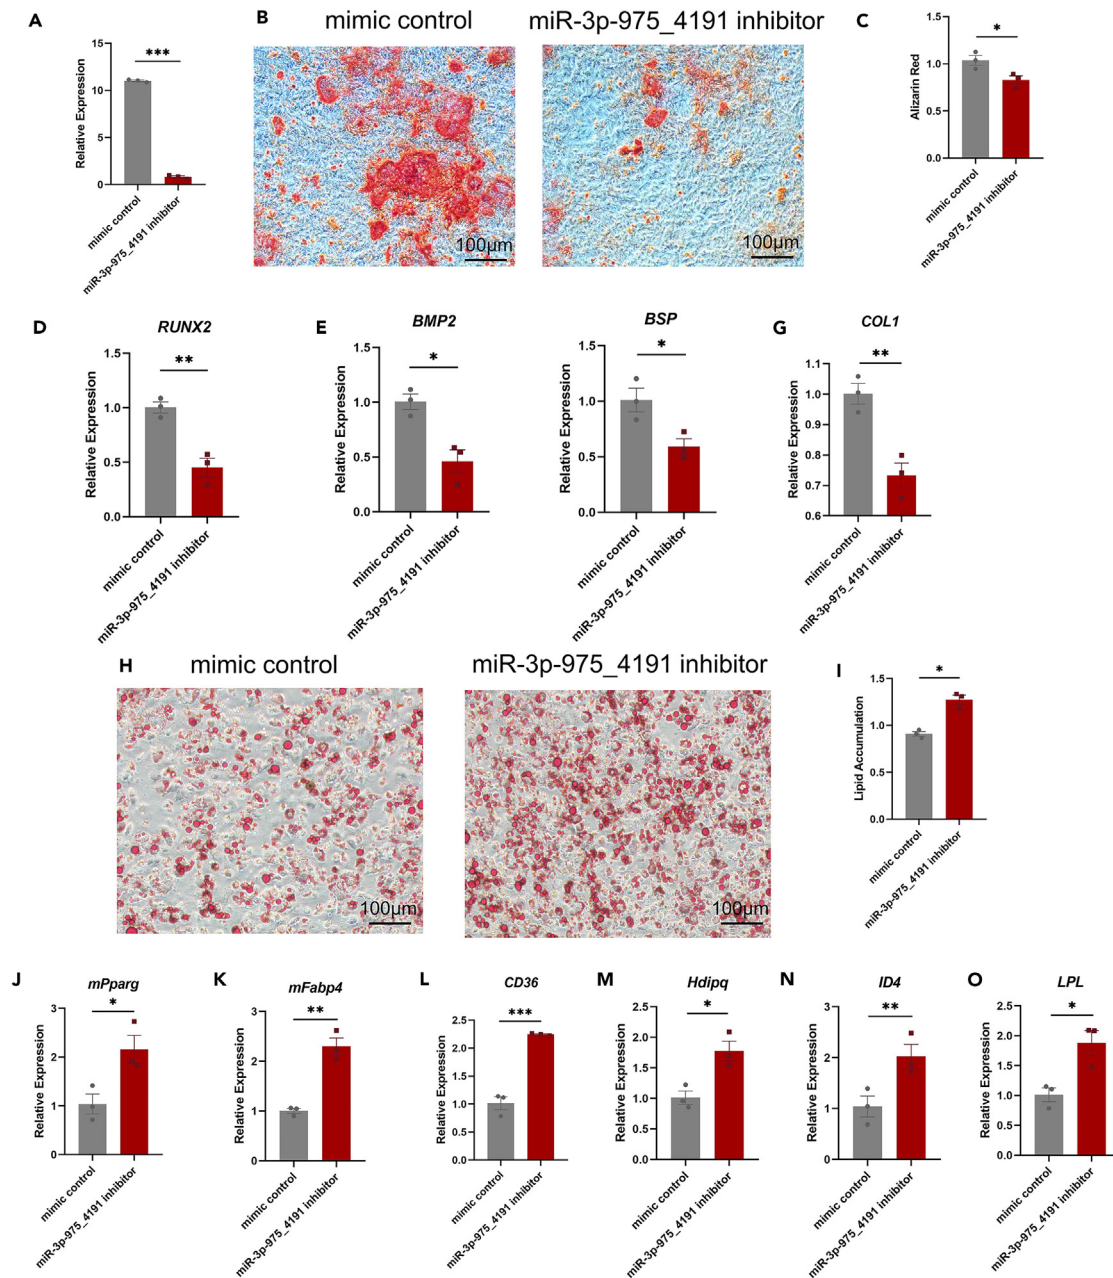 A
Relative Expression
15
10
5
0
***
mimic control
miR-3p-975_4191 inhibitor
B
mimic control
miR-3p-975_4191 inhibitor
100μm
100μm
C
Alizarin Red
1.5
1.0
0.5
0.0
*
mimic control
miR-3p-975_4191 inhibitor
D
RUNX2
Relative Expression
1.5
1.0
0.5
0.0
**
mimic control
miR-3p-975_4191 inhibitor
E
BMP2
Relative Expression
1.5
1.0
0.5
0.0
*
mimic control
miR-3p-975_4191 inhibitor
BSP
Relative Expression
1.5
1.0
0.5
0.0
*
mimic control
miR-3p-975_4191 inhibitor
G
COL1
Relative Expression
1.1
1.0
0.9
0.8
0.7
0.6
**
mimic control
miR-3p-975_4191 inhibitor
H
mimic control
miR-3p-975_4191 inhibitor
100μm
100μm
I
Lipid Accumulation
1.5
1.0
0.5
0.0
*
mimic control
miR-3p-975_4191 inhibitor
J
mPparg
Relative Expression
3
2
1
0
*
mimic control
miR-3p-975_4191 inhibitor
K
mFabp4
Relative Expression
3
2
1
0
**
mimic control
miR-3p-975_4191 inhibitor
L
CD36
Relative Expression
2.5
2.0
1.5
1.0
0.5
0.0
***
mimic control
miR-3p-975_4191 inhibitor
M
Hdipq
Relative Expression
2.5
2.0
1.5
1.0
0.5
0.0
*
mimic control
miR-3p-975_4191 inhibitor
N
ID4
Relative Expression
3
2
1
0
**
mimic control
miR-3p-975_4191 inhibitor
O
LPL
Relative Expression
2.5
2.0
1.5
1.0
0.5
0.0
*
mimic control
miR-3p-975_4191 inhibitor